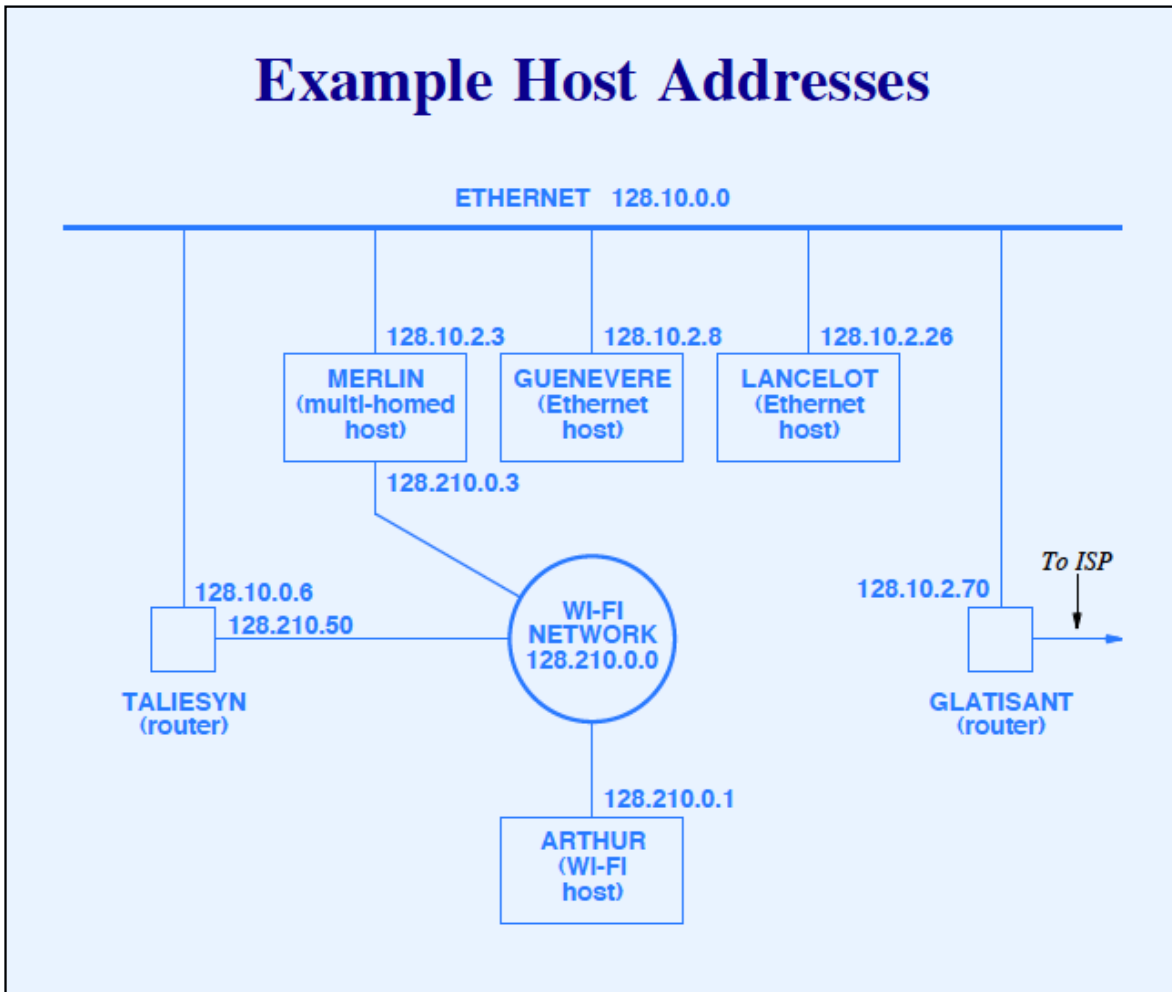 Example Host Addresses
ETHERNET 128.10.0.0
128.10.2.3
128.10.2.8
128.10.2.26
MERLIN
(multi-homed
host)
GUENEVERE
(Ethernet
host)
LANCELOT
(Ethernet
host)
128.210.0.3
To ISP
128.10.0.6
128.10.2.70
128.210.50
WI-FI
NETWORK
128.210.0.0
TALIESYN
(router)
GLATISANT
(router)
128.210.0.1
ARTHUR
(WI-FI
host)